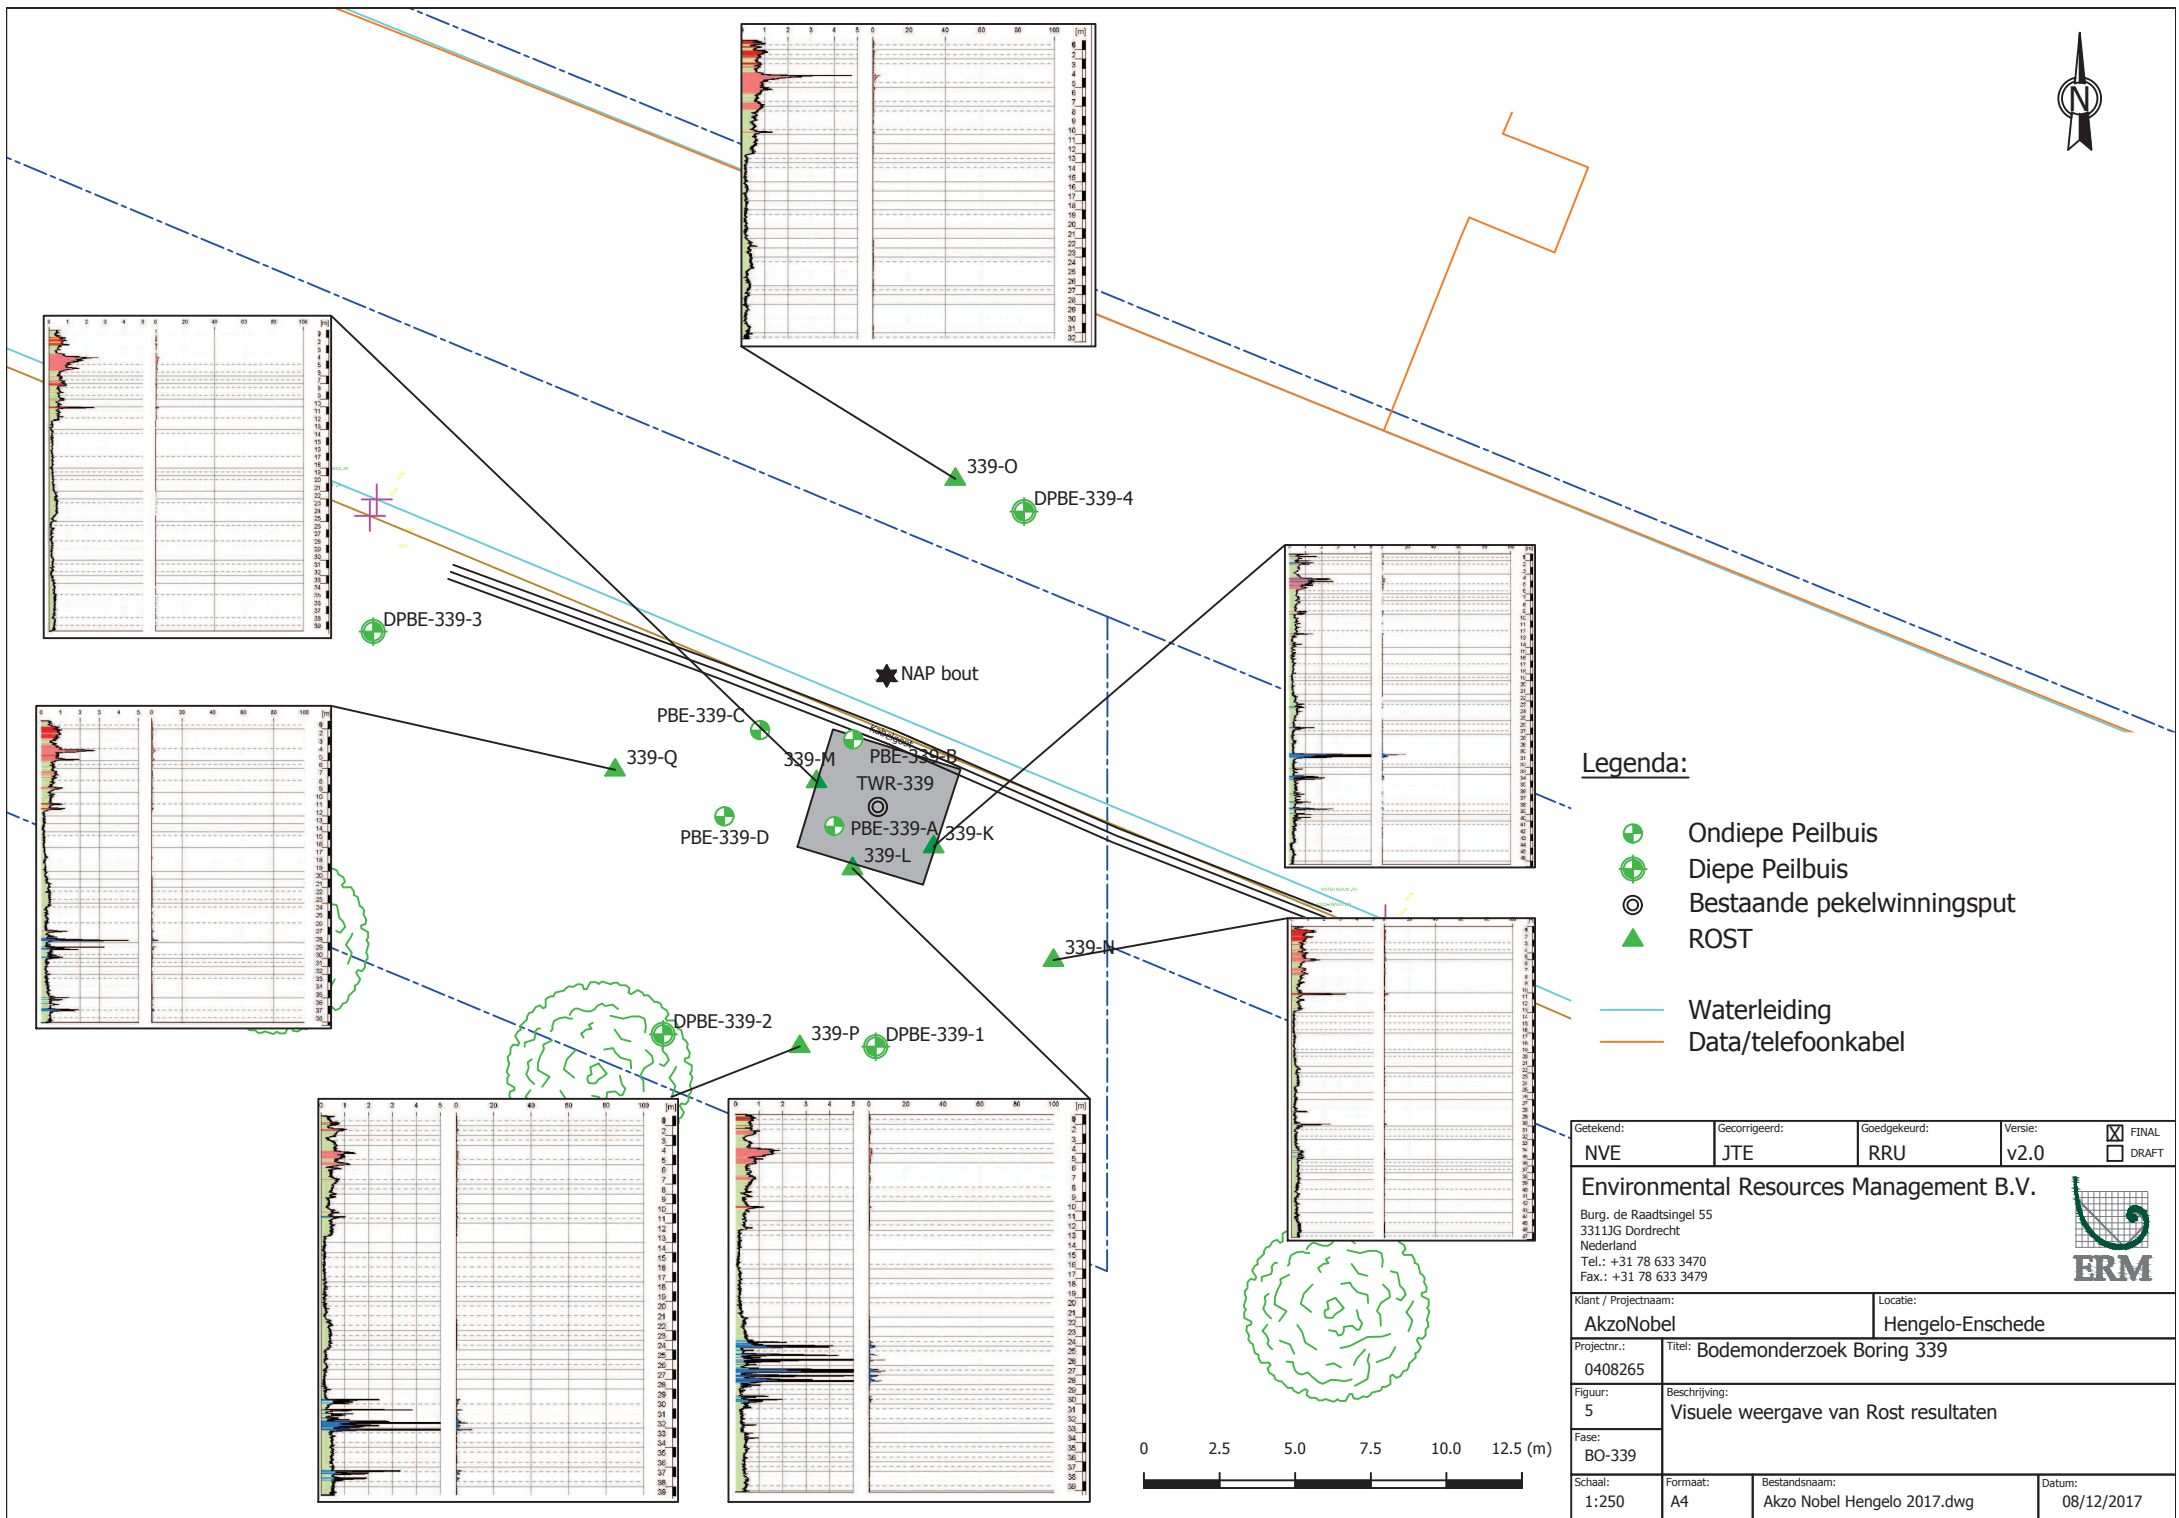 N
339-O
DPBE-339-4
DPBE-339-3
NAP bout
PBE-339-C
Kabelgoot
339-Q
339-M
PBE-339-B
TWR-339
PBE-339-D
PBE-339-A
339-K
339-L
339-N
DPBE-339-2
339-P
DPBE-339-1
Legenda:
Ondiepe Peilbuis
Diepe Peilbuis
Bestaande pekelwinningsput
ROST
Waterleiding
Data/telefoonkabel
0 2.5 5.0 7.5 10.0 12.5 (m)
Getekend: Gecorrigeerd: Goedgekeurd: Versie:
NVE JTE RRU v2.0
FINAL
DRAFT
Environmental Resources Management B.V.
Burg. de Raadtsingel 55
3311JG Dordrecht
Nederland
Tel.: +31 78 633 3470
Fax.: +31 78 633 3479
ERM
Klant / Projectnaam: Locatie:
AkzoNobel Hengelo-Enschede
Projectnr.: Titel: Bodemonderzoek Boring 339
0408265
Figuur: Beschrijving:
5 Visuele weergave van Rost resultaten
Fase:
BO-339
Schaal: Formaat: Bestandsnaam: Datum:
1:250 A4 Akzo Nobel Hengelo 2017.dwg 08/12/2017